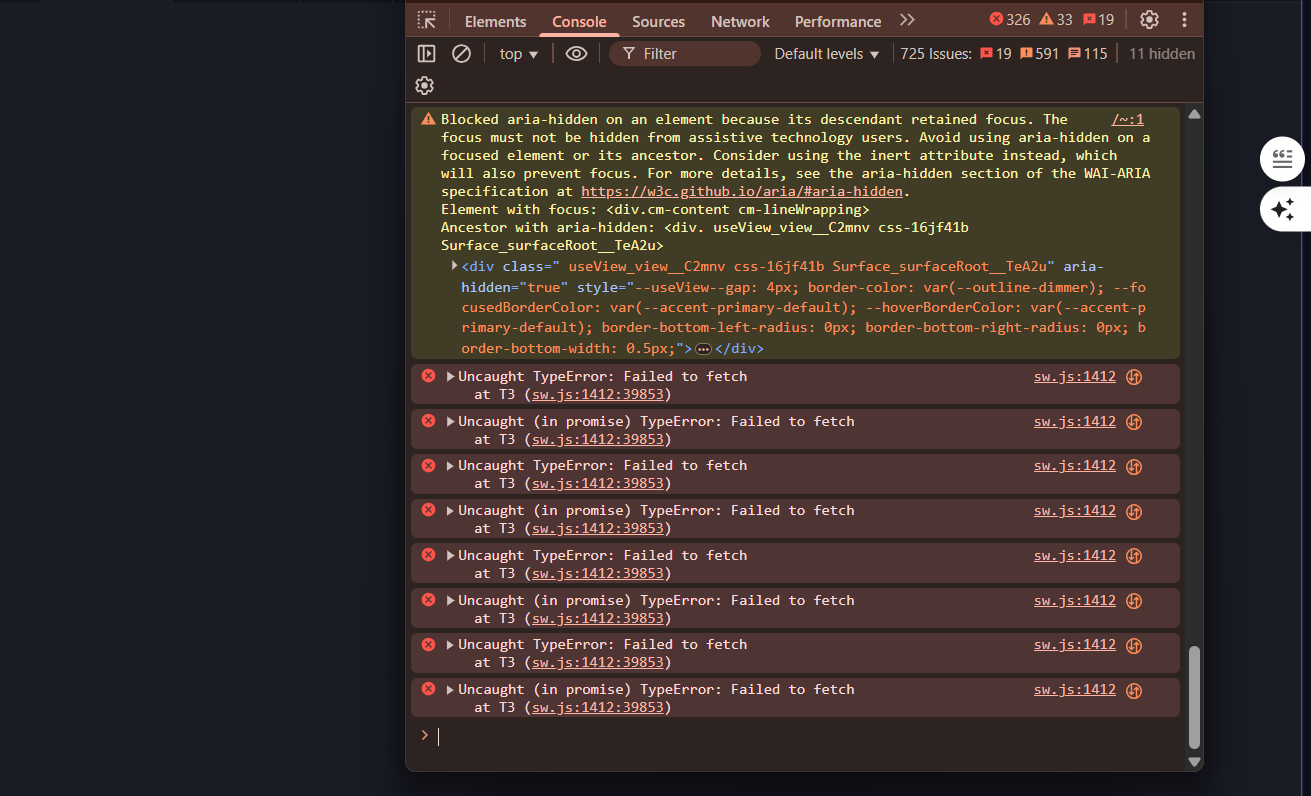 Elements Console Sources Network Performance 326 33 19
top Filter Default levels 725 Issues: 19 591 115 11 hidden
Blocked aria-hidden on an element because its descendant retained focus. The /~:1
focus must not be hidden from assistive technology users. Avoid using aria-hidden on a
focused element or its ancestor. Consider using the inert attribute instead, which
will also prevent focus. For more details, see the aria-hidden section of the WAI-ARIA
specification at https://w3c.github.io/aria/#aria-hidden.
Element with focus: <div.cm-content cm-lineWrapping>
Ancestor with aria-hidden: <div. useView_view__C2mnv css-16jf41b
Surface_surfaceRoot__TeA2u>
<div class=" useView_view__C2mnv css-16jf41b Surface_surfaceRoot__TeA2u" aria-
hidden="true" style="--useView--gap: 4px; border-color: var(--outline-dimmer); --fo
cusedBorderColor: var(--accent-primary-default); --hoverBorderColor: var(--accent-p
rimary-default); border-bottom-left-radius: 0px; border-bottom-right-radius: 0px; b
order-bottom-width: 0.5px;">…</div>
Uncaught TypeError: Failed to fetch sw.js:1412
at T3 (sw.js:1412:39853)
Uncaught (in promise) TypeError: Failed to fetch sw.js:1412
at T3 (sw.js:1412:39853)
Uncaught TypeError: Failed to fetch sw.js:1412
at T3 (sw.js:1412:39853)
Uncaught (in promise) TypeError: Failed to fetch sw.js:1412
at T3 (sw.js:1412:39853)
Uncaught TypeError: Failed to fetch sw.js:1412
at T3 (sw.js:1412:39853)
Uncaught (in promise) TypeError: Failed to fetch sw.js:1412
at T3 (sw.js:1412:39853)
Uncaught TypeError: Failed to fetch sw.js:1412
at T3 (sw.js:1412:39853)
Uncaught (in promise) TypeError: Failed to fetch sw.js:1412
at T3 (sw.js:1412:39853)